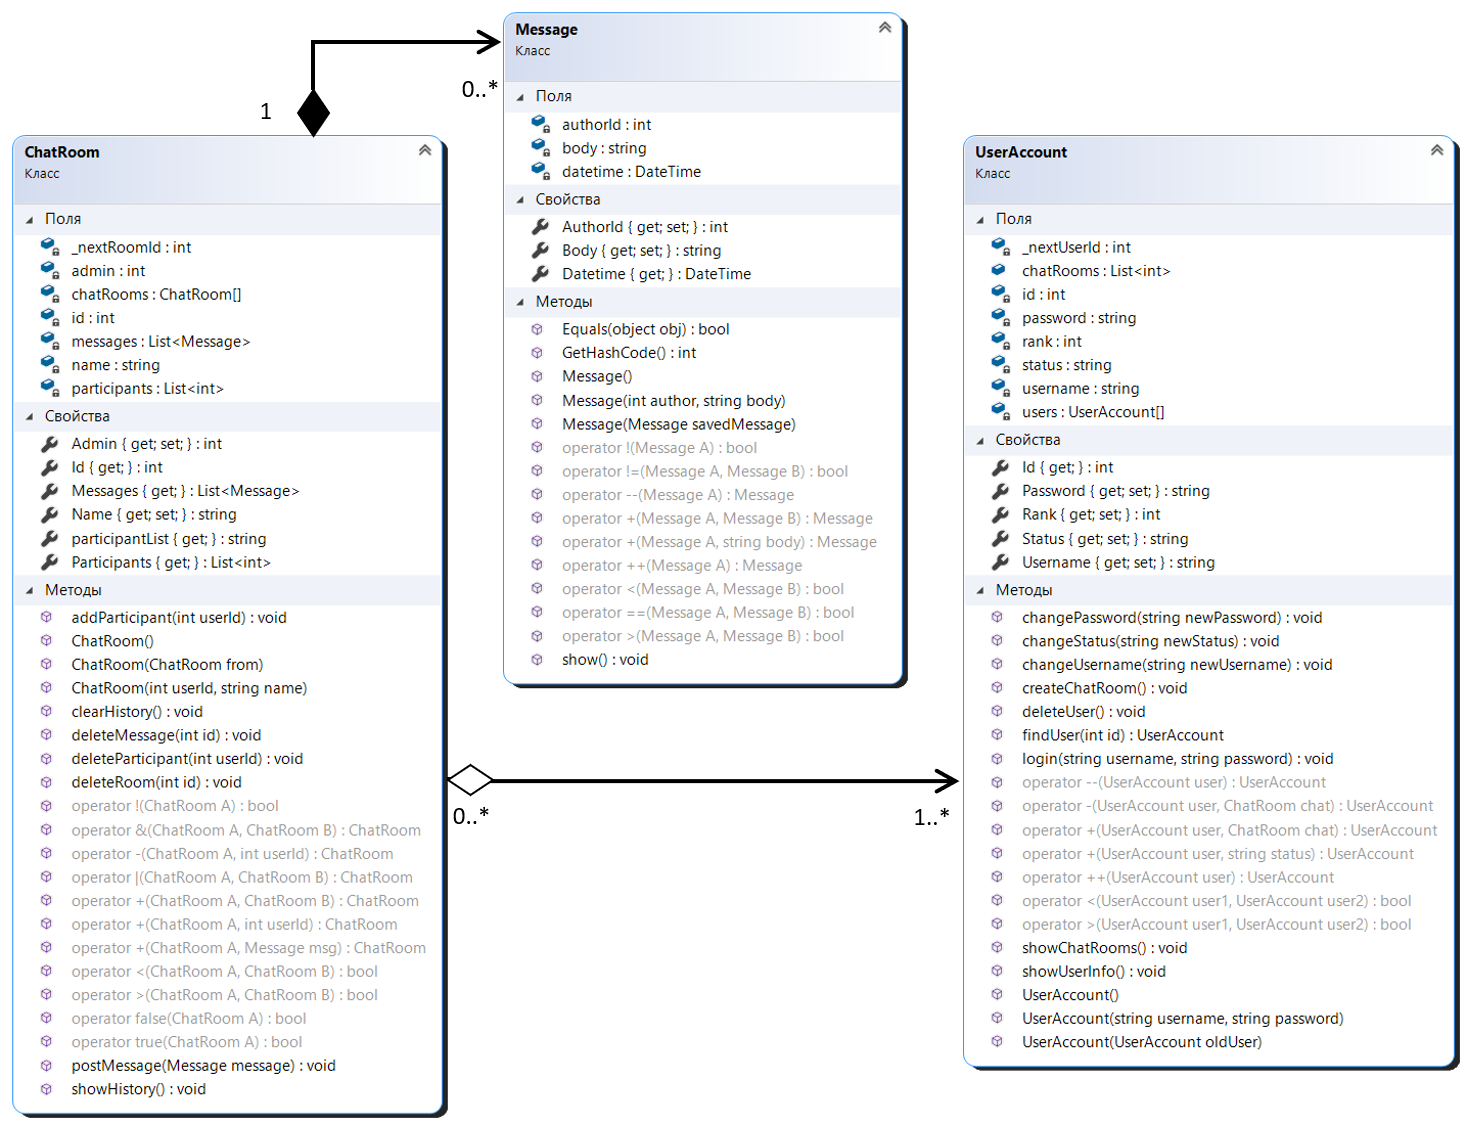 Message
Класс
Поля
authorId : int
body : string
datetime : DateTime
Свойства
AuthorId { get; set; } : int
Body { get; set; } : string
Datetime { get; } : DateTime
Методы
Equals(object obj) : bool
GetHashCode() : int
Message()
Message(int author, string body)
Message(Message savedMessage)
operator !(Message A) : bool
operator !=(Message A, Message B) : bool
operator --(Message A) : Message
operator +(Message A, Message B) : Message
operator +(Message A, string body) : Message
operator ++(Message A) : Message
operator <(Message A, Message B) : bool
operator ==(Message A, Message B) : bool
operator >(Message A, Message B) : bool
show() : void
1
0..*
ChatRoom
Класс
Поля
_nextRoomId : int
admin : int
chatRooms : ChatRoom[]
id : int
messages : List<Message>
name : string
participants : List<int>
Свойства
Admin { get; set; } : int
Id { get; } : int
Messages { get; } : List<Message>
Name { get; set; } : string
participantList { get; } : string
Participants { get; } : List<int>
Методы
addParticipant(int userId) : void
ChatRoom()
ChatRoom(ChatRoom from)
ChatRoom(int userId, string name)
clearHistory() : void
deleteMessage(int id) : void
deleteParticipant(int userId) : void
deleteRoom(int id) : void
operator !(ChatRoom A) : bool
operator &(ChatRoom A, ChatRoom B) : ChatRoom
operator -(ChatRoom A, int userId) : ChatRoom
operator |(ChatRoom A, ChatRoom B) : ChatRoom
operator +(ChatRoom A, ChatRoom B) : ChatRoom
operator +(ChatRoom A, int userId) : ChatRoom
operator +(ChatRoom A, Message msg) : ChatRoom
operator <(ChatRoom A, ChatRoom B) : bool
operator >(ChatRoom A, ChatRoom B) : bool
operator false(ChatRoom A) : bool
operator true(ChatRoom A) : bool
postMessage(Message message) : void
showHistory() : void
0..*
1..*
UserAccount
Класс
Поля
_nextUserId : int
chatRooms : List<int>
id : int
password : string
rank : int
status : string
username : string
users : UserAccount[]
Свойства
Id { get; } : int
Password { get; set; } : string
Rank { get; set; } : int
Status { get; set; } : string
Username { get; set; } : string
Методы
changePassword(string newPassword) : void
changeStatus(string newStatus) : void
changeUsername(string newUsername) : void
createChatRoom() : void
deleteUser() : void
findUser(int id) : UserAccount
login(string username, string password) : void
operator --(UserAccount user) : UserAccount
operator -(UserAccount user, ChatRoom chat) : UserAccount
operator +(UserAccount user, ChatRoom chat) : UserAccount
operator +(UserAccount user, string status) : UserAccount
operator ++(UserAccount user) : UserAccount
operator <(UserAccount user1, UserAccount user2) : bool
operator >(UserAccount user1, UserAccount user2) : bool
showChatRooms() : void
showUserInfo() : void
UserAccount()
UserAccount(string username, string password)
UserAccount(UserAccount oldUser)